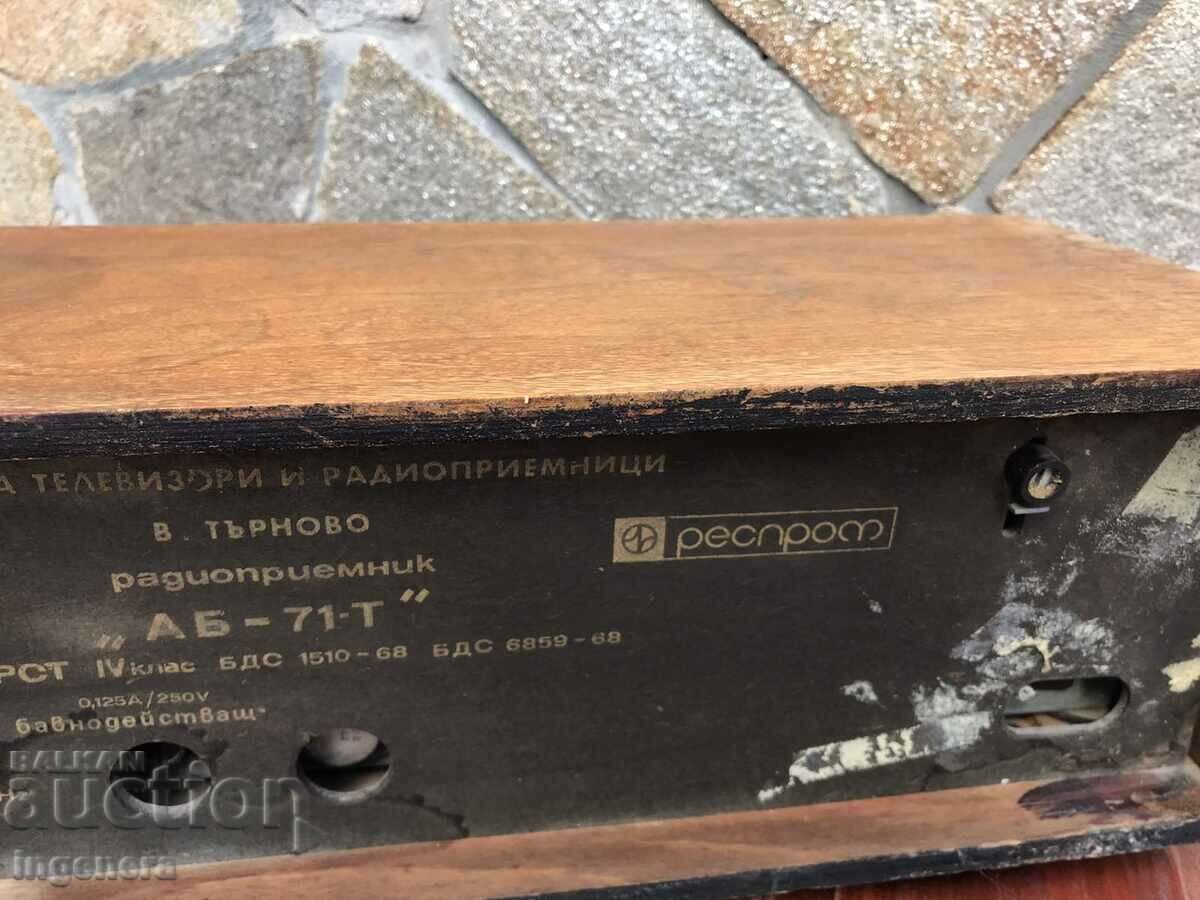 А ТЕЛЕВИЗОРИ И РАДИОПРИЕМНИЦИ
В. ТЪРНОВО
респром
радиоприемник
„АБ-71-Т"
РСТ IV клас БДС 1510-68 БДС 6859-68
0,125А/250V
бавнодействащ
BALKAN
auction
ingenera